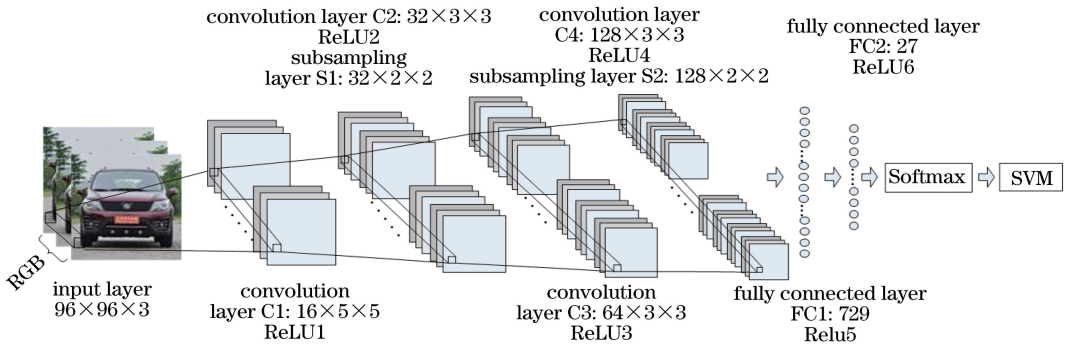 convolution layer C2: 32×3×3
ReLU2
subsampling
layer S1: 32×2×2
convolution layer
C4: 128×3×3
ReLU4
subsampling layer S2: 128×2×2
fully connected layer
FC2: 27
ReLU6
Softmax
SVM
RGB
input layer
96×96×3
convolution
layer C1: 16×5×5
ReLU1
convolution
layer C3: 64×3×3
ReLU3
fully connected layer
FC1: 729
Relu5